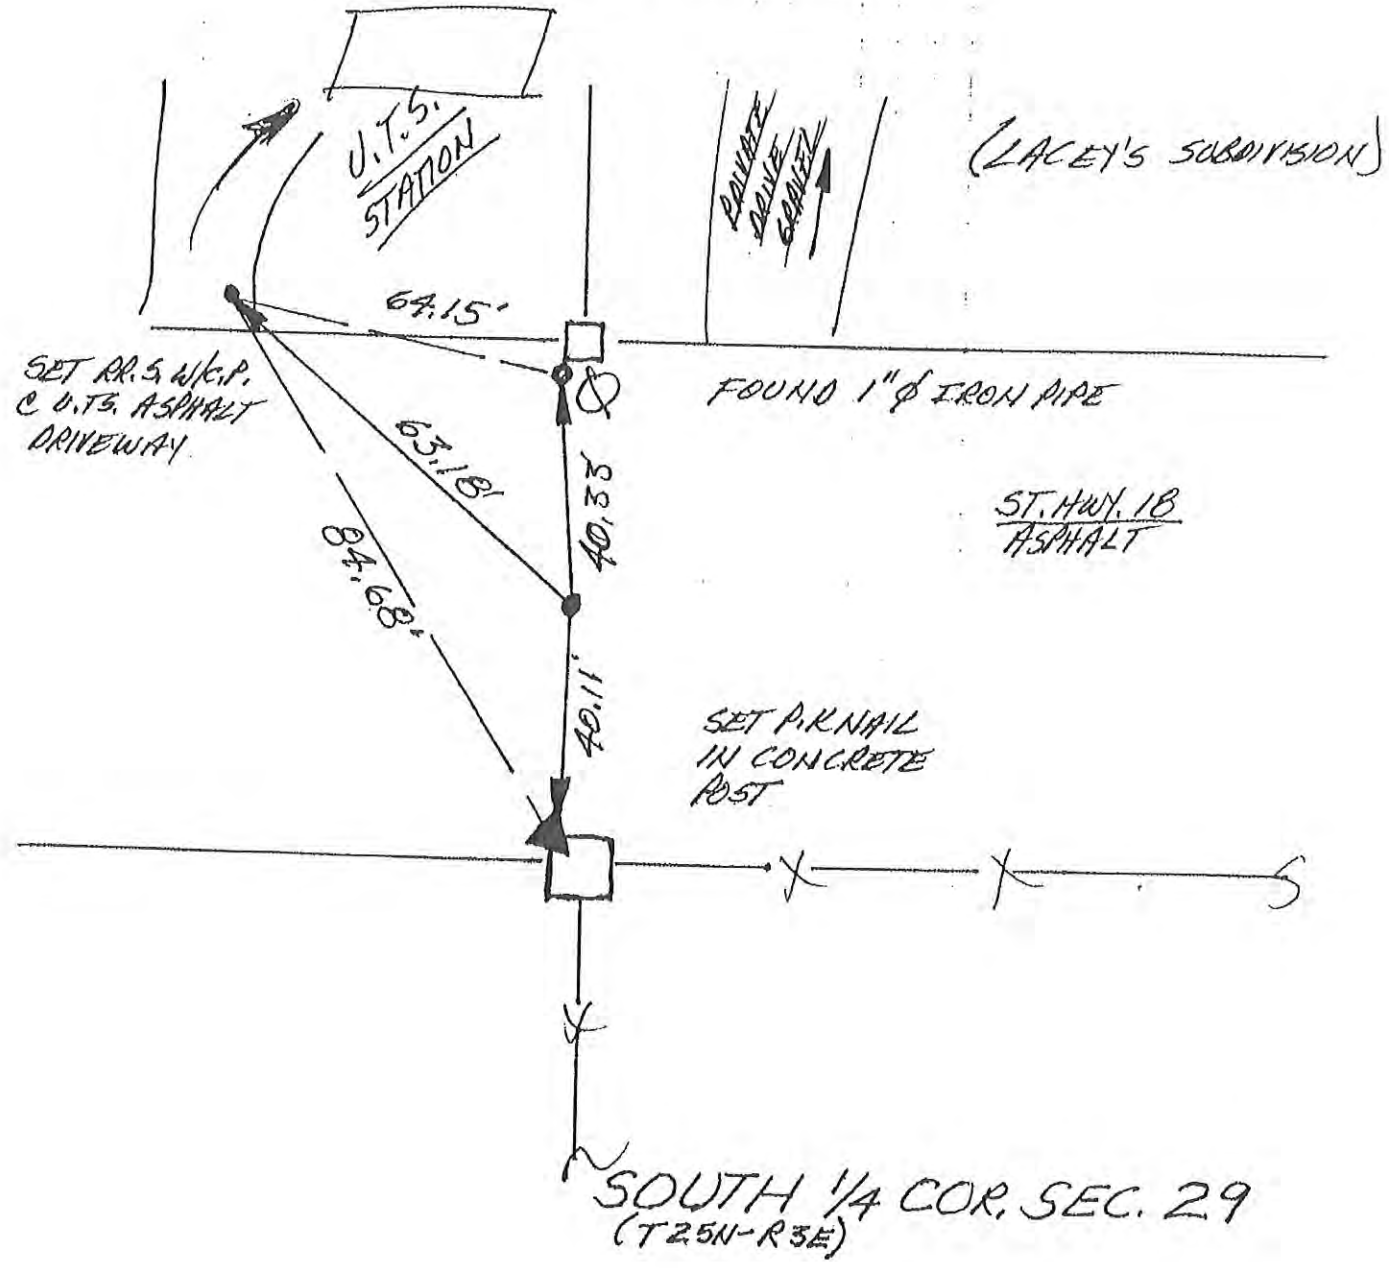 U.T.S.
STATION
PRIVATE
DRIVE
GRAVEL
(LACEY'S SUBDIVISION)
64.15'
SET RR.S. W/C.P.
@ U.T.S. ASPHALT
DRIVEWAY
FOUND 1"ϕ IRON PIPE
63.18'
40.33
ST. HWY. 18
ASPHALT
84.68'
40.11'
SET P.K NAIL
IN CONCRETE
POST
SOUTH 1/4 COR. SEC. 29
(T25N-R3E)